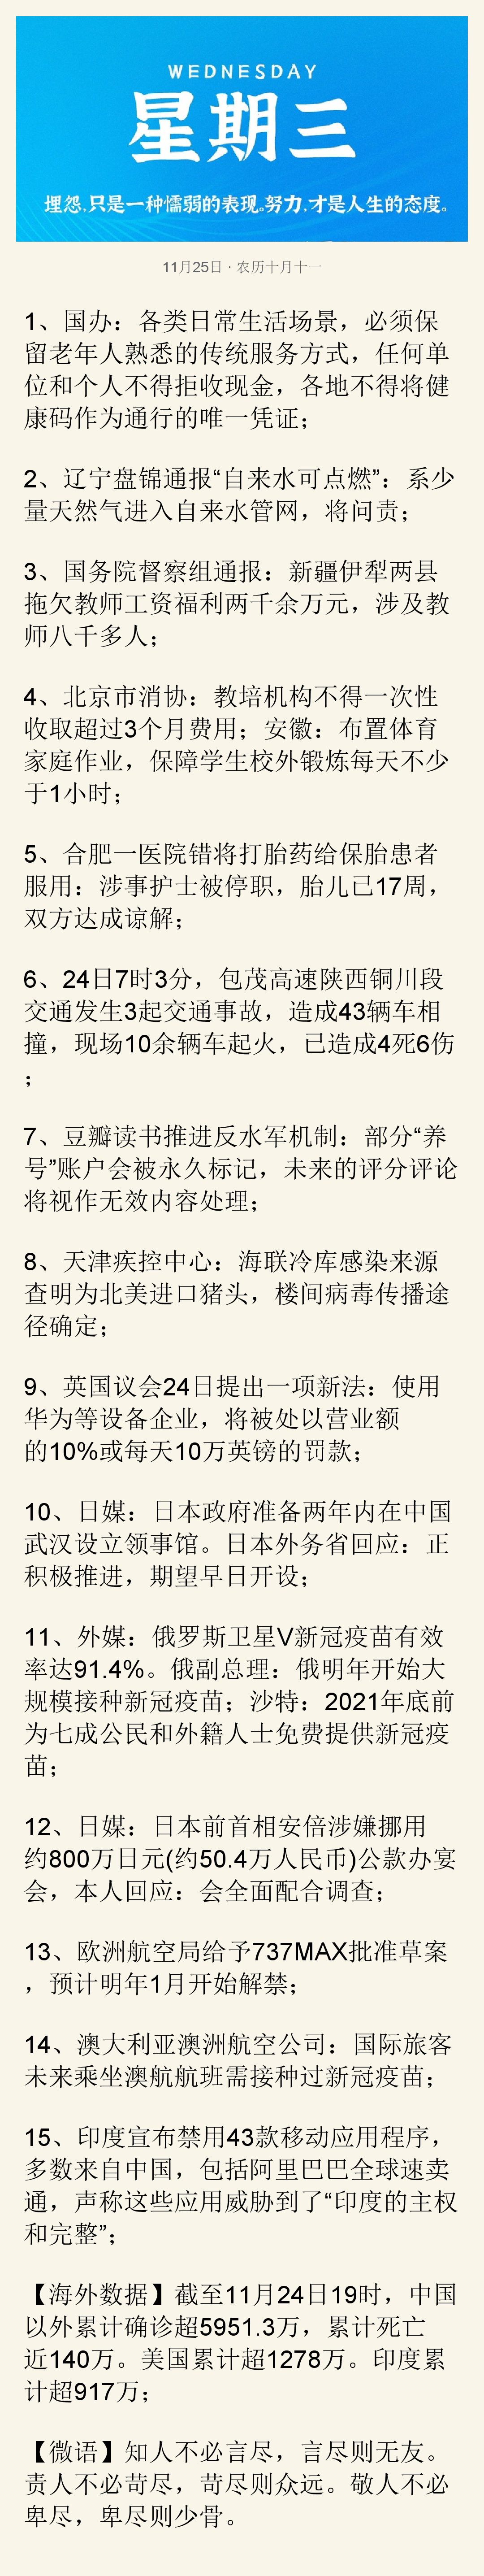 WEDNESDAY
星期三
埋怨,只是一种懦弱的表现。努力,才是人生的态度。
11月25日 · 农历十月十一
1、国办：各类日常生活场景，必须保
留老年人熟悉的传统服务方式，任何单
位和个人不得拒收现金，各地不得将健
康码作为通行的唯一凭证；
2、辽宁盘锦通报“自来水可点燃”：系少
量天然气进入自来水管网，将问责；
3、国务院督察组通报：新疆伊犁两县
拖欠教师工资福利两千余万元，涉及教
师八千多人；
4、北京市消协：教培机构不得一次性
收取超过3个月费用；安徽：布置体育
家庭作业，保障学生校外锻炼每天不少
于1小时；
5、合肥一医院错将打胎药给保胎患者
服用：涉事护士被停职，胎儿已17周，
双方达成谅解；
6、24日7时3分，包茂高速陕西铜川段
交通发生3起交通事故，造成43辆车相
撞，现场10余辆车起火，已造成4死6伤
；
7、豆瓣读书推进反水军机制：部分“养
号”账户会被永久标记，未来的评分评论
将视作无效内容处理；
8、天津疾控中心：海联冷库感染来源
查明为北美进口猪头，楼间病毒传播途
径确定；
9、英国议会24日提出一项新法：使用
华为等设备企业，将被处以营业额
的10%或每天10万英镑的罚款；
10、日媒：日本政府准备两年内在中国
武汉设立领事馆。日本外务省回应：正
积极推进，期望早日开设；
11、外媒：俄罗斯卫星V新冠疫苗有效
率达91.4%。俄副总理：俄明年开始大
规模接种新冠疫苗；沙特：2021年底前
为七成公民和外籍人士免费提供新冠疫
苗；
12、日媒：日本前首相安倍涉嫌挪用
约800万日元(约50.4万人民币)公款办宴
会，本人回应：会全面配合调查；
13、欧洲航空局给予737MAX批准草案
，预计明年1月开始解禁；
14、澳大利亚澳洲航空公司：国际旅客
未来乘坐澳航航班需接种过新冠疫苗；
15、印度宣布禁用43款移动应用程序，
多数来自中国，包括阿里巴巴全球速卖
通，声称这些应用威胁到了“印度的主权
和完整”；
【海外数据】截至11月24日19时，中国
以外累计确诊超5951.3万，累计死亡
近140万。美国累计超1278万。印度累
计超917万；
【微语】知人不必言尽，言尽则无友。
责人不必苛尽，苛尽则众远。敬人不必
卑尽，卑尽则少骨。